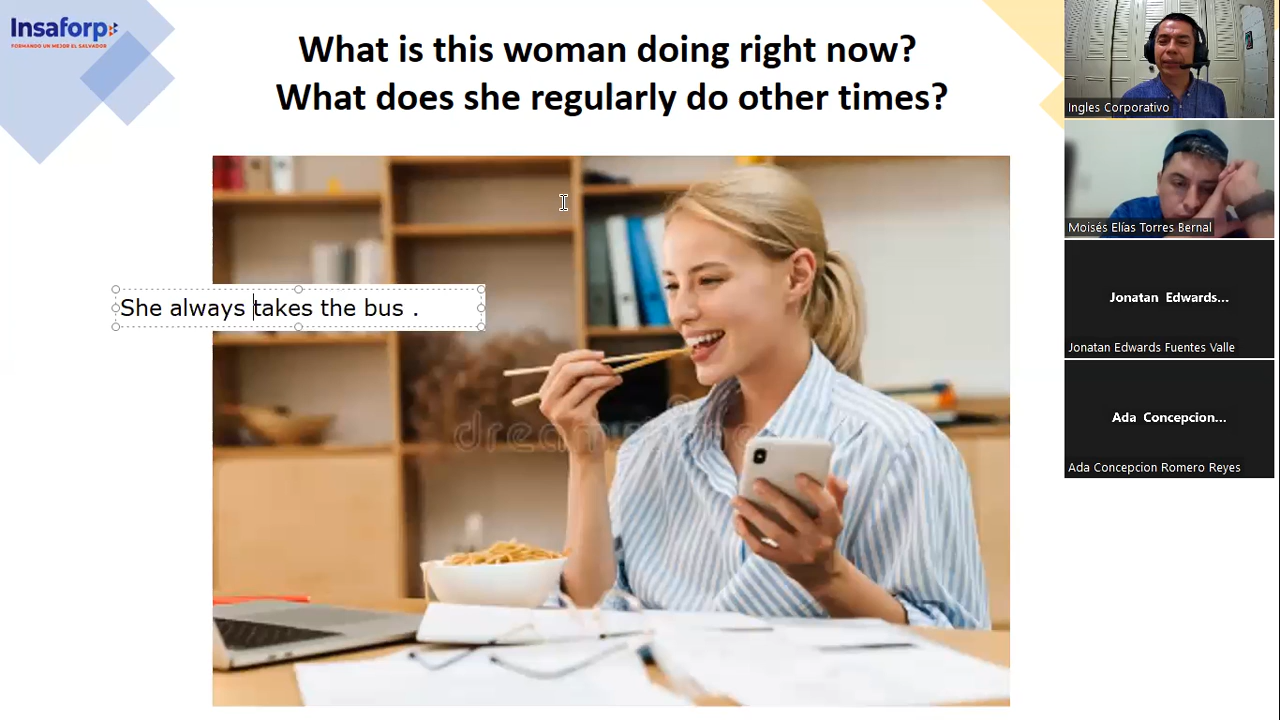 Insaforp
FORMANDO UN MEJOR EL SALVADOR
What is this woman doing right now?
What does she regularly do other times?
She always takes the bus .
dreamstime
Ingles Corporativo
Moisés Elías Torres Bernal
Jonatan Edwards...
Jonatan Edwards Fuentes Valle
Ada Concepcion...
Ada Concepcion Romero Reyes